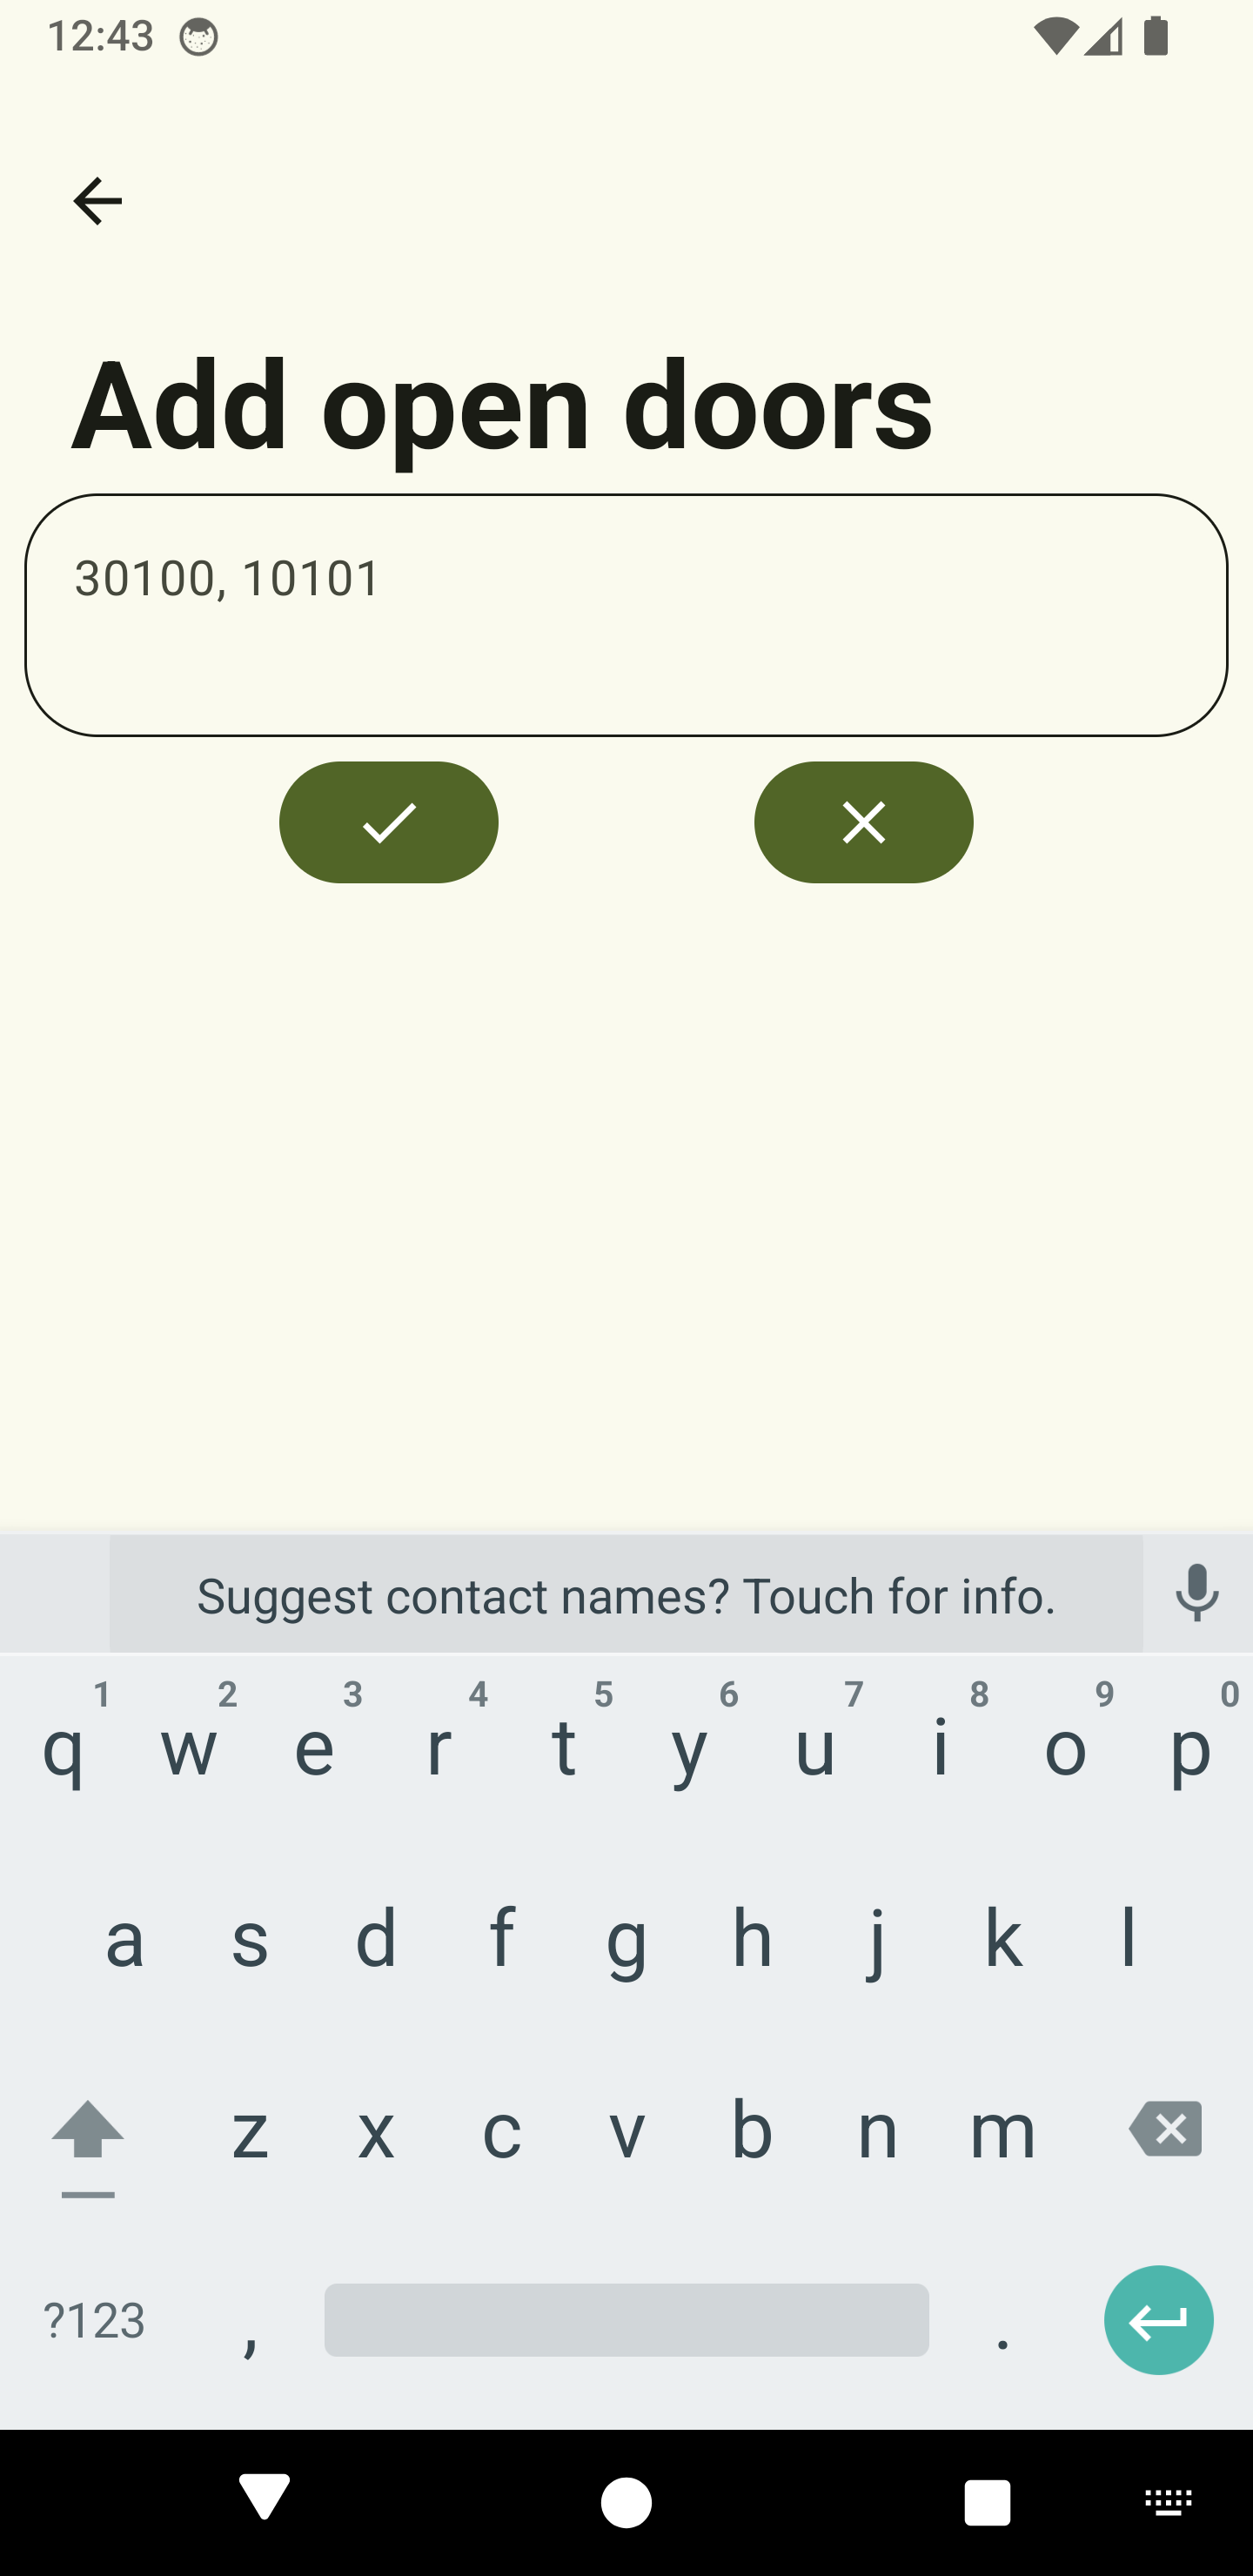 12:43
Add open doors
30100, 10101
Suggest contact names? Touch for info.
1 2 3 4 5 6 7 8 9 0
q w e r t y u i o p
a s d f g h j k l
z x c v b n m
?123 , .